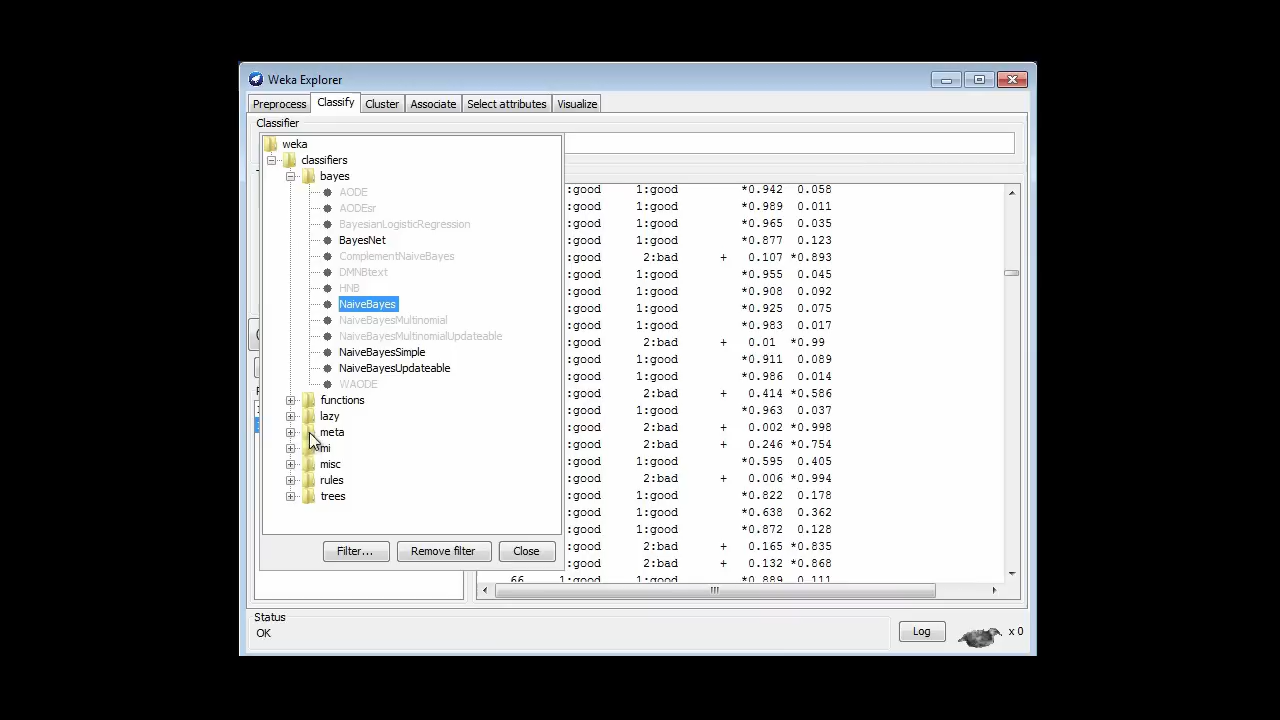 Weka Explorer
Preprocess Classify Cluster Associate Select attributes Visualize
Classifier
weka
classifiers
bayes
AODE
AODEsr
BayesianLogisticRegression
BayesNet
ComplementNaiveBayes
DMNBtext
HNB
NaiveBayes
NaiveBayesMultinomial
NaiveBayesMultinomialUpdateable
NaiveBayesSimple
NaiveBayesUpdateable
WAODE
functions
lazy
meta
mi
misc
rules
trees
Filter... Remove filter Close
:good 1:good *0.942 0.058
:good 1:good *0.989 0.011
:good 1:good *0.965 0.035
:good 1:good *0.877 0.123
:good 2:bad + 0.107 *0.893
:good 1:good *0.955 0.045
:good 1:good *0.908 0.092
:good 1:good *0.925 0.075
:good 1:good *0.983 0.017
:good 2:bad + 0.01 *0.99
:good 1:good *0.911 0.089
:good 1:good *0.986 0.014
:good 2:bad + 0.414 *0.586
:good 1:good *0.963 0.037
:good 2:bad + 0.002 *0.998
:good 2:bad + 0.246 *0.754
:good 1:good *0.595 0.405
:good 2:bad + 0.006 *0.994
:good 1:good *0.822 0.178
:good 1:good *0.638 0.362
:good 1:good *0.872 0.128
:good 2:bad + 0.165 *0.835
:good 2:bad + 0.132 *0.868
66 1:good 1:good *0.889 0.111
Status
OK
Log
x 0